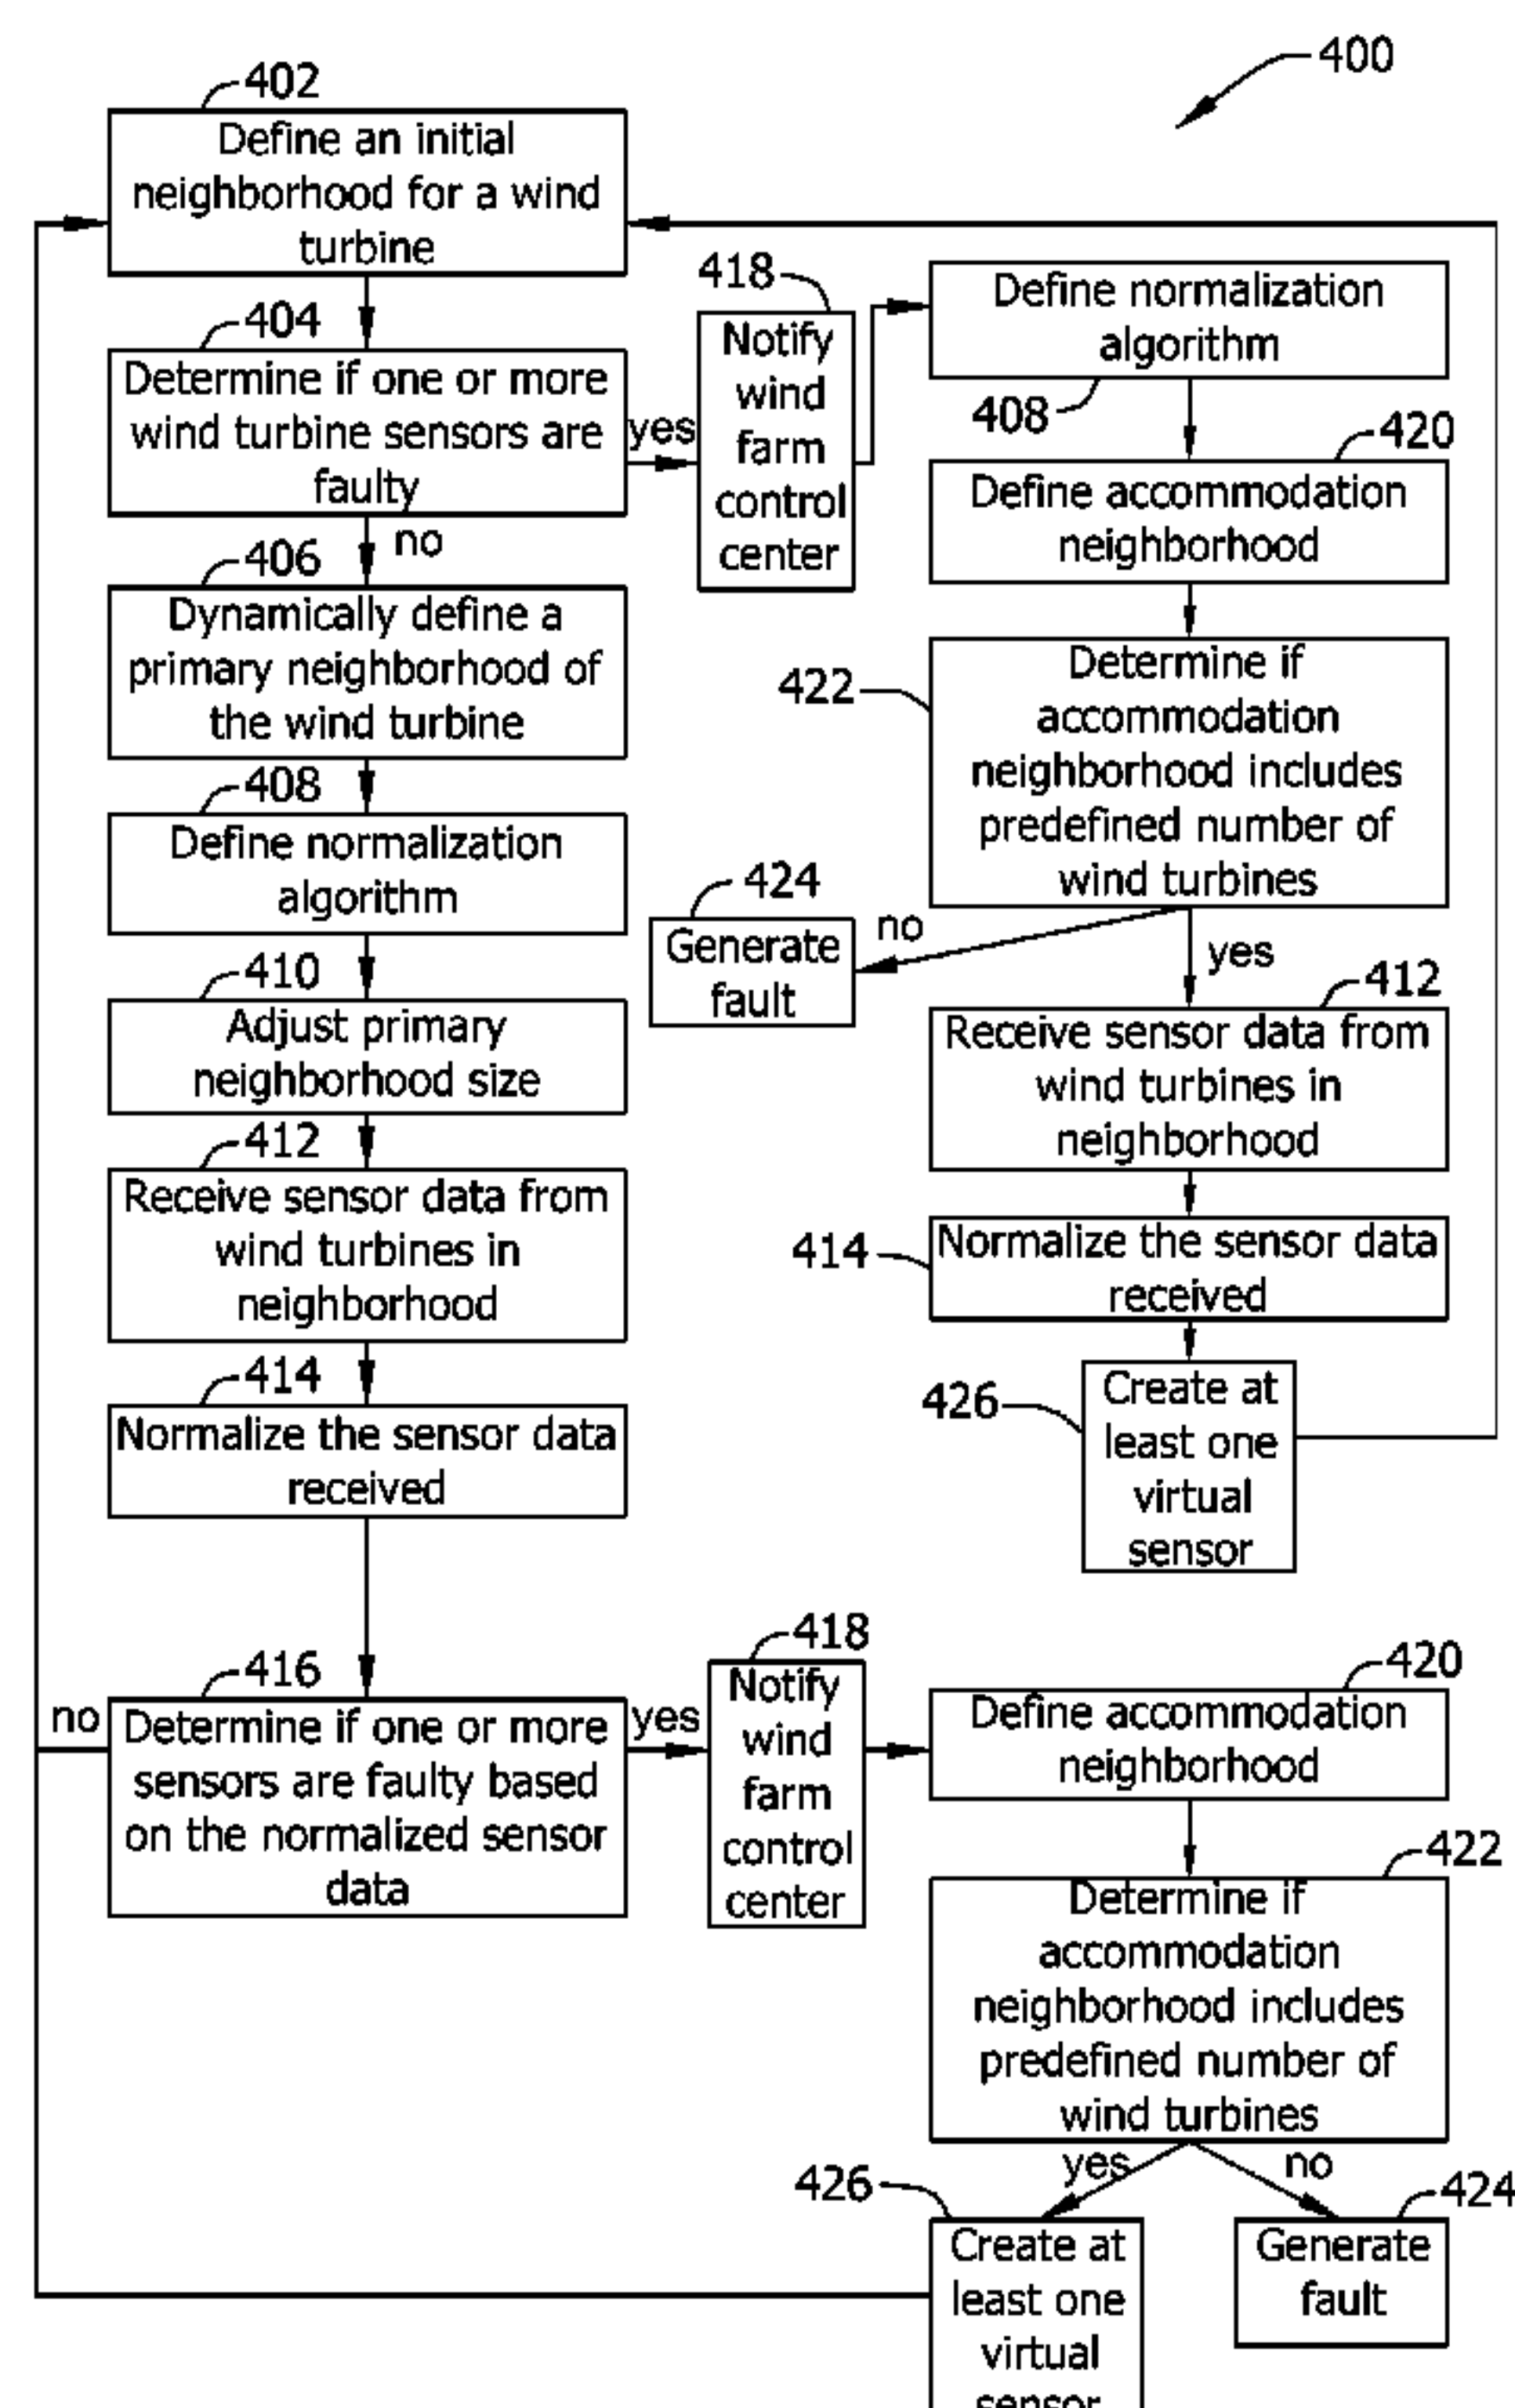 400
402
Define an initial
neighborhood for a wind
turbine
404
Determine if one or more
wind turbine sensors are
faulty
yes
no
406
Dynamically define a
primary neighborhood of
the wind turbine
408
Define normalization
algorithm
410
Adjust primary
neighborhood size
412
Receive sensor data from
wind turbines in
neighborhood
414
Normalize the sensor data
received
416
no
Determine if one or more
sensors are faulty based
on the normalized sensor
data
yes
418
Notify
wind
farm
control
center
Define normalization
algorithm
408
420
Define accommodation
neighborhood
422
Determine if
accommodation
neighborhood includes
predefined number of
wind turbines
424
no
Generate
fault
yes
412
Receive sensor data from
wind turbines in
neighborhood
414
Normalize the sensor data
received
426
Create at
least one
virtual
sensor
418
Notify
wind
farm
control
center
420
Define accommodation
neighborhood
422
Determine if
accommodation
neighborhood includes
predefined number of
wind turbines
yes
no
426
424
Create at
least one
virtual
sensor
Generate
fault